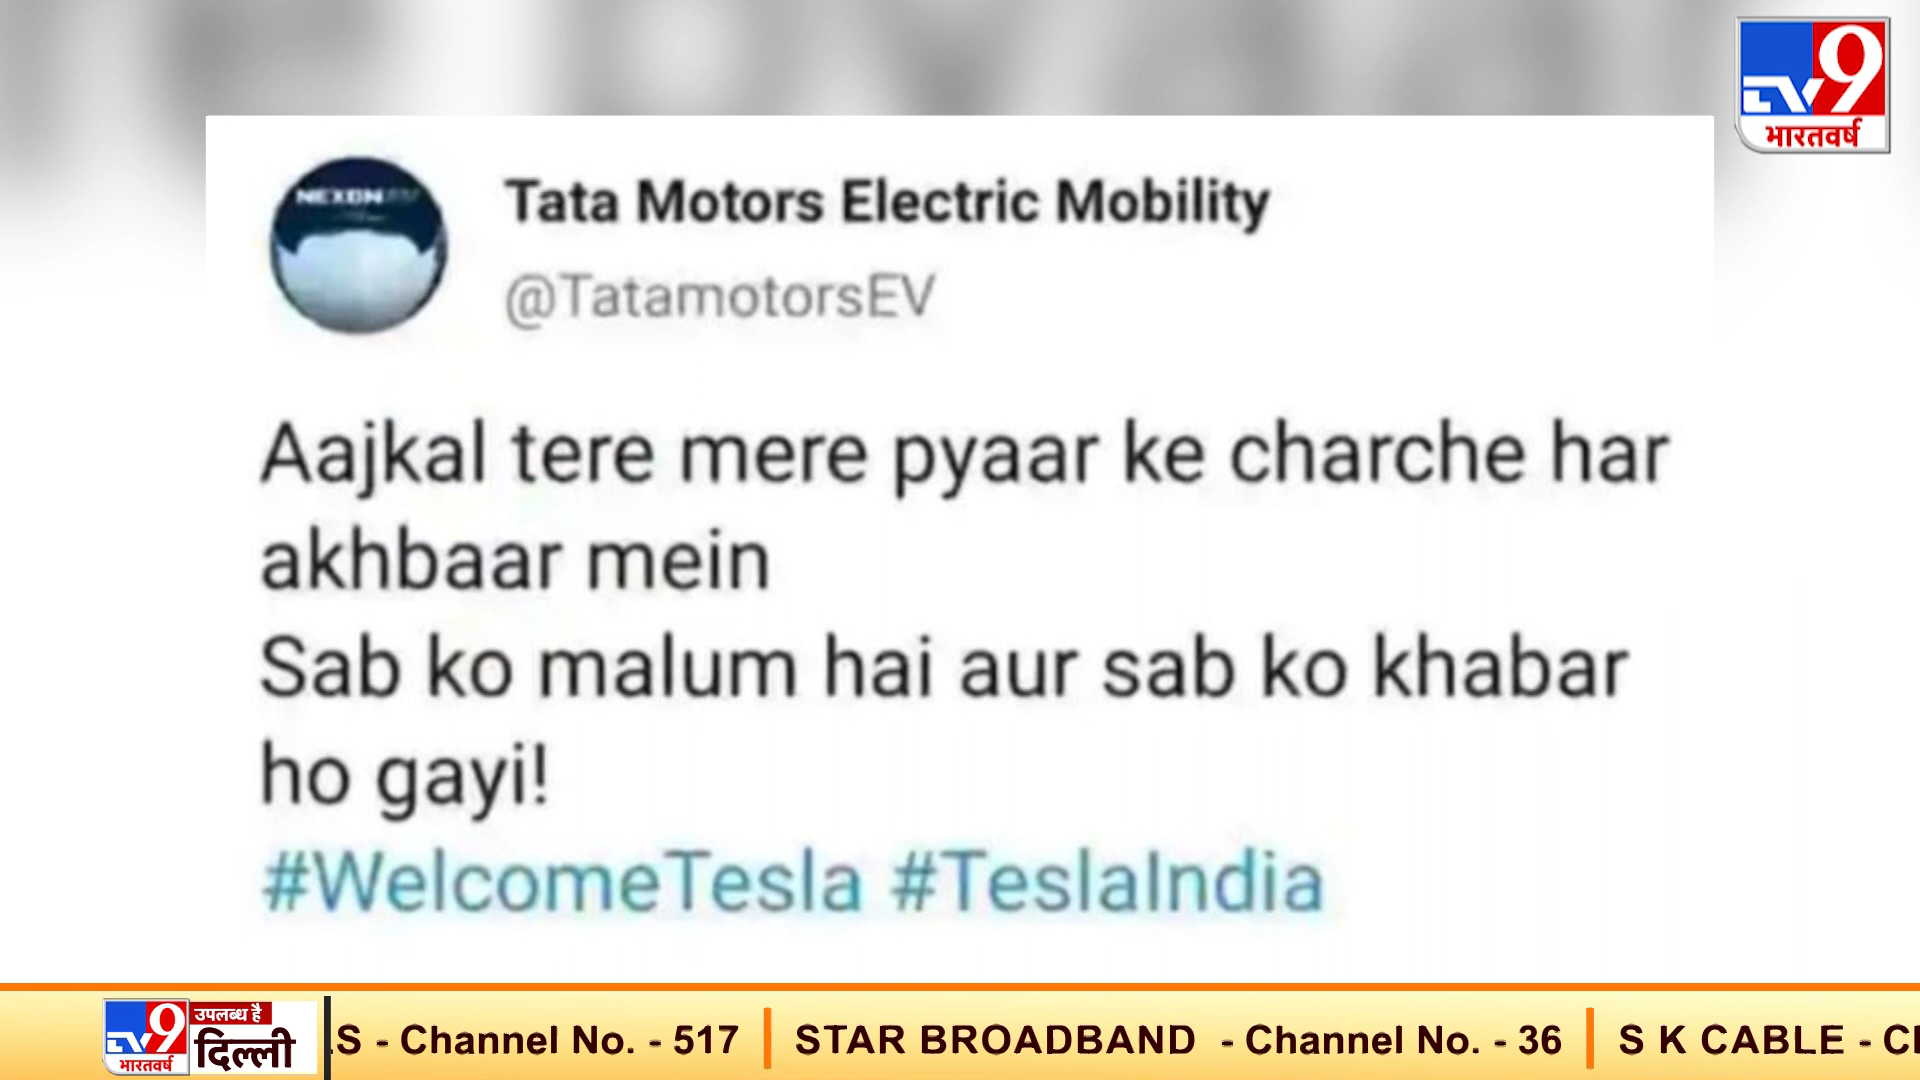 TV9
भारतवर्ष
NEXON
Tata Motors Electric Mobility
@TatamotorsEV
Aajkal tere mere pyaar ke charche har
akhbaar mein
Sab ko malum hai aur sab ko khabar
ho gayi!
#WelcomeTesla #TeslaIndia
TV9
भारतवर्ष
उपलब्ध है
दिल्ली
S - Channel No. - 517 | STAR BROADBAND - Channel No. - 36 | S K CABLE -